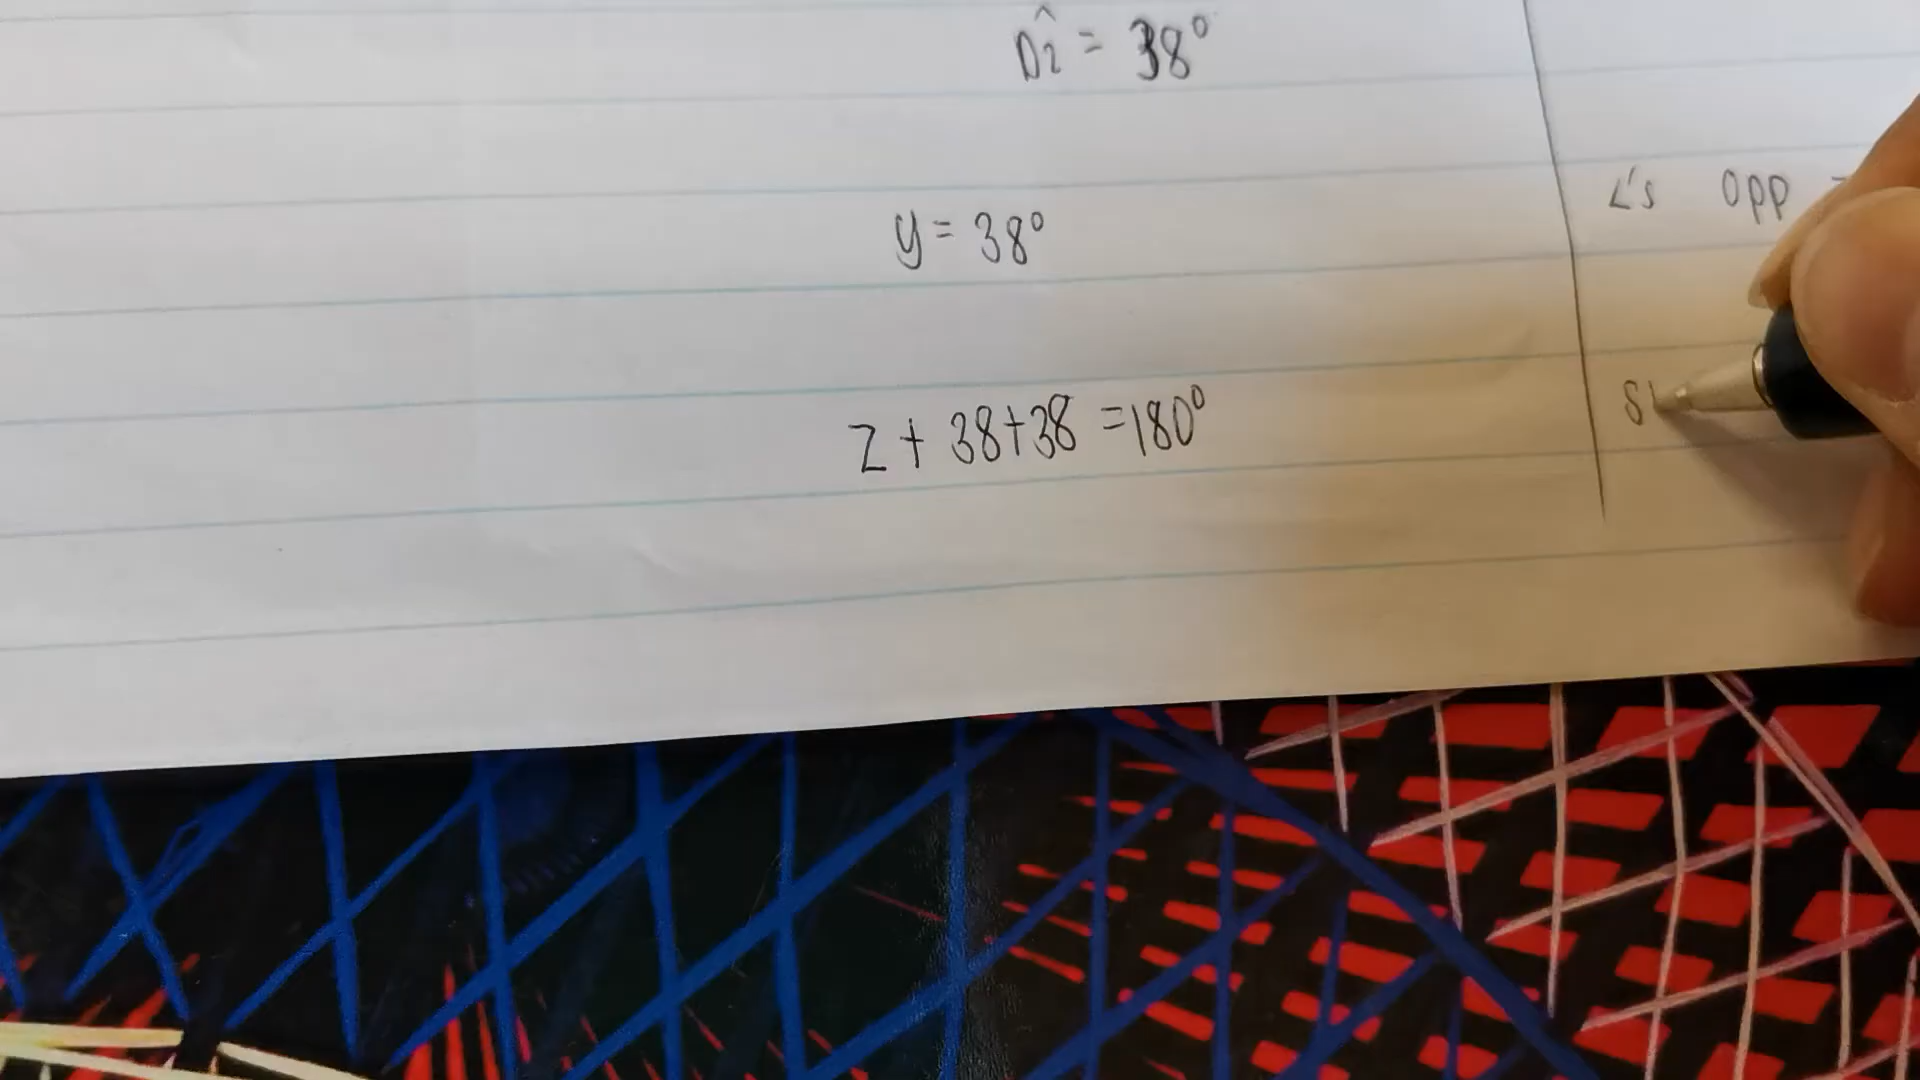 D̂2 = 38°
∠'s Opp
y = 38°
z + 38+38 =180°